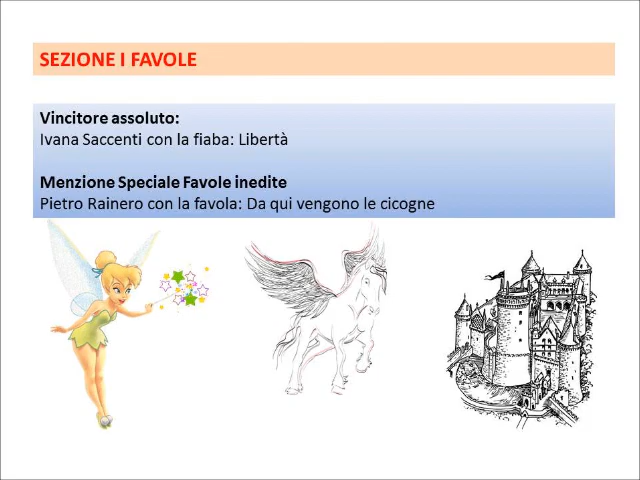 SEZIONE I FAVOLE
Vincitore assoluto:
Ivana Saccenti con la fiaba: Libertà
Menzione Speciale Favole inedite
Pietro Rainero con la favola: Da qui vengono le cicogne